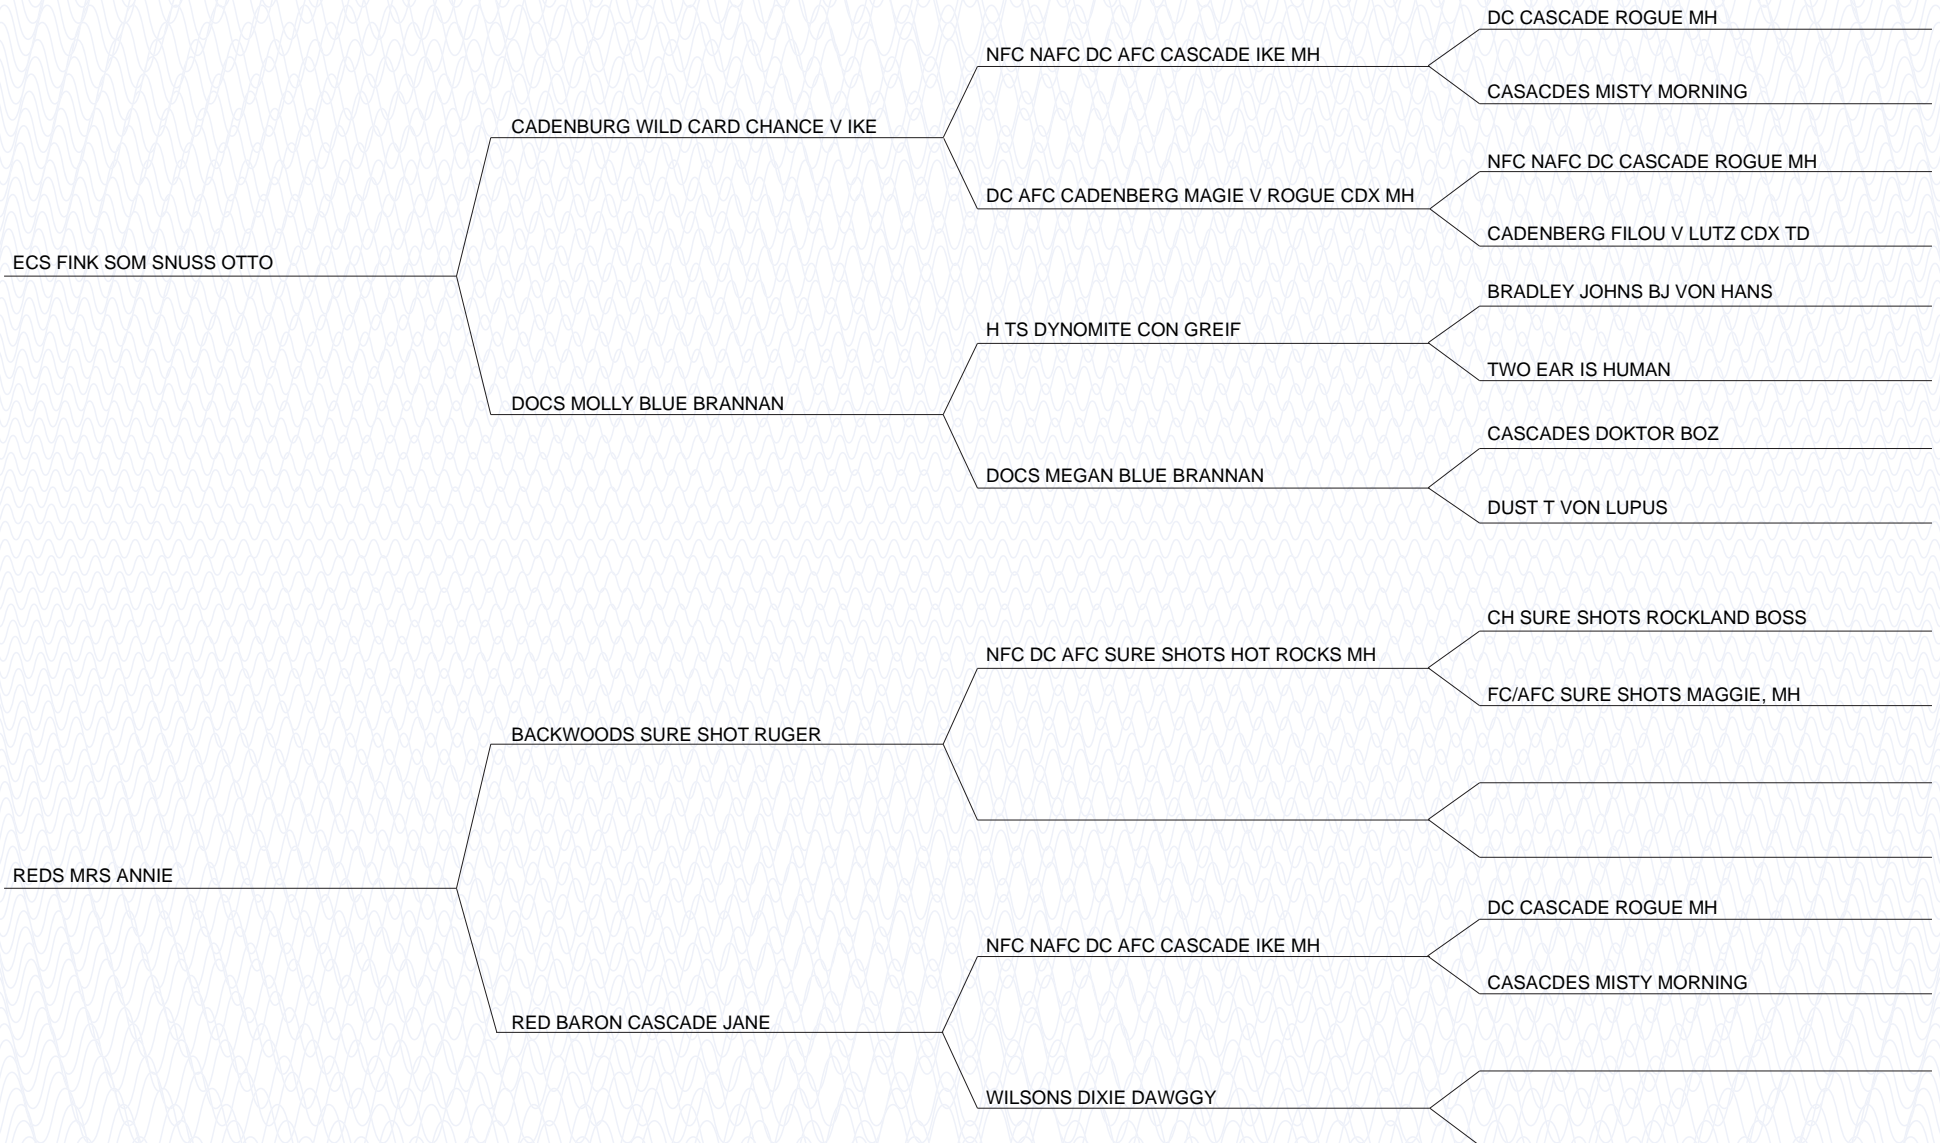 DC CASCADE ROGUE MH
NFC NAFC DC AFC CASCADE IKE MH
CASACDES MISTY MORNING
CADENBURG WILD CARD CHANCE V IKE
NFC NAFC DC CASCADE ROGUE MH
DC AFC CADENBERG MAGIE V ROGUE CDX MH
CADENBERG FILOU V LUTZ CDX TD
ECS FINK SOM SNUSS OTTO
BRADLEY JOHNS BJ VON HANS
H TS DYNOMITE CON GREIF
TWO EAR IS HUMAN
DOCS MOLLY BLUE BRANNAN
CASCADES DOKTOR BOZ
DOCS MEGAN BLUE BRANNAN
DUST T VON LUPUS
CH SURE SHOTS ROCKLAND BOSS
NFC DC AFC SURE SHOTS HOT ROCKS MH
FC/AFC SURE SHOTS MAGGIE, MH
BACKWOODS SURE SHOT RUGER
REDS MRS ANNIE
DC CASCADE ROGUE MH
NFC NAFC DC AFC CASCADE IKE MH
CASACDES MISTY MORNING
RED BARON CASCADE JANE
WILSONS DIXIE DAWGGY